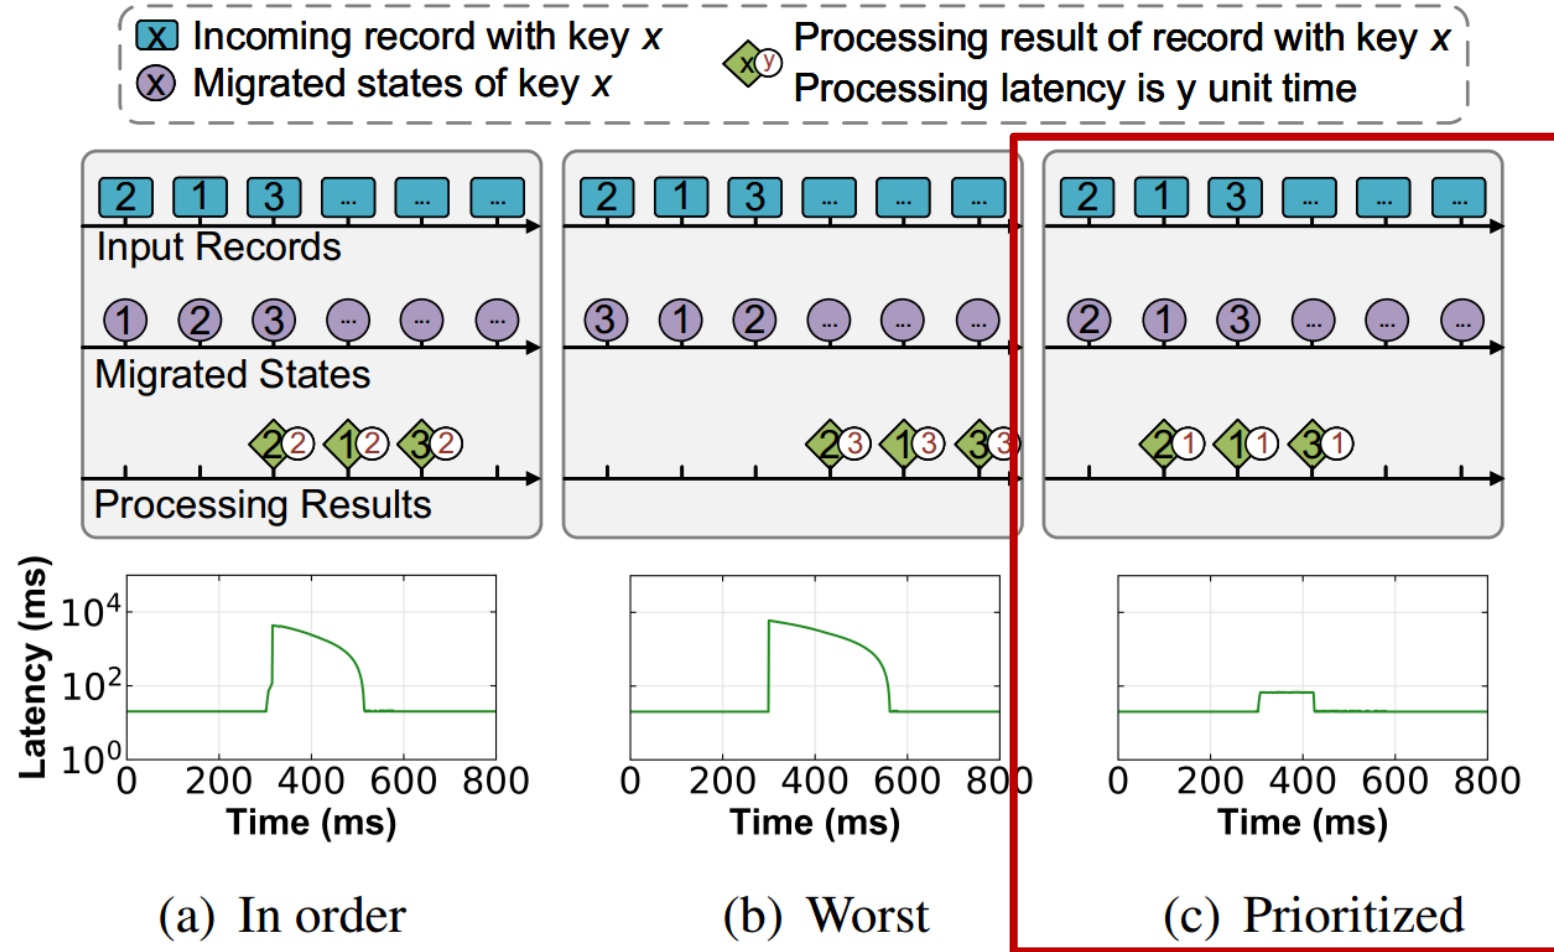 x Incoming record with key x
x Migrated states of key x
x y Processing result of record with key x
Processing latency is y unit time
2 1 3 ... ... ...
Input Records
1 2 3 ... ... ...
Migrated States
2 2 1 2 3 2
Processing Results
2 1 3 ... ... ...
3 1 2 ... ... ...
2 3 1 3 3 3
2 1 3 ... ... ...
2 1 3 ... ... ...
2 1 1 1 3 1
Latency (ms)
10^4
10^2
10^0
0 200 400 600 800
Time (ms)
0 200 400 600 800
Time (ms)
0 200 400 600 800
Time (ms)
(a) In order
(b) Worst
(c) Prioritized